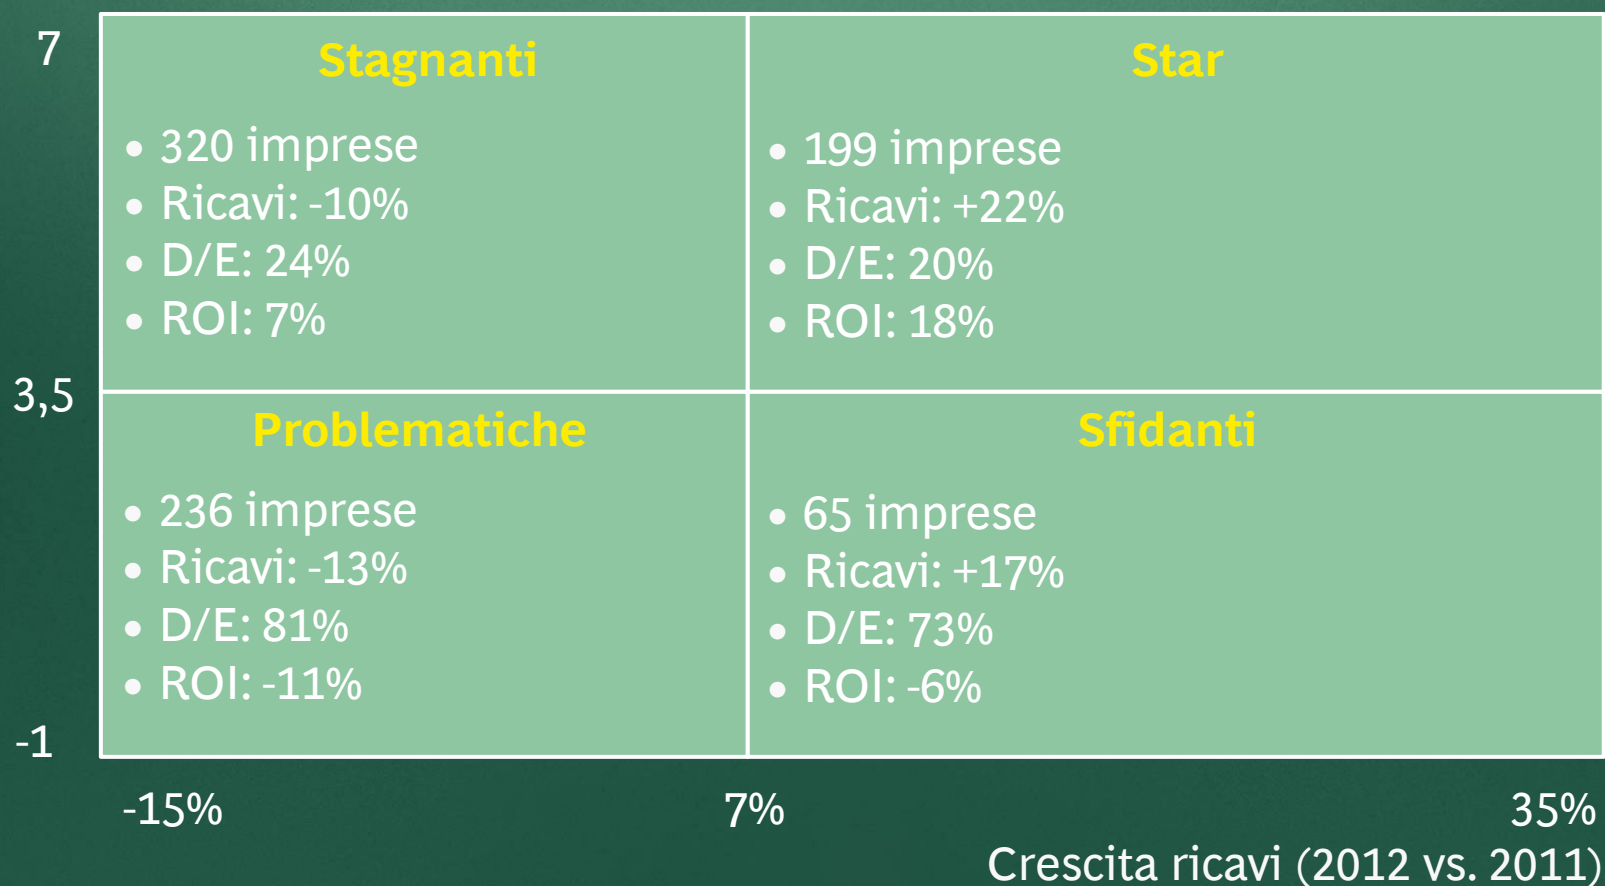 7
Stagnanti
• 320 imprese
• Ricavi: -10%
• D/E: 24%
• ROI: 7%
Star
• 199 imprese
• Ricavi: +22%
• D/E: 20%
• ROI: 18%
3,5
Problematiche
• 236 imprese
• Ricavi: -13%
• D/E: 81%
• ROI: -11%
Sfidanti
• 65 imprese
• Ricavi: +17%
• D/E: 73%
• ROI: -6%
-1
-15% 7% 35%
Crescita ricavi (2012 vs. 2011)